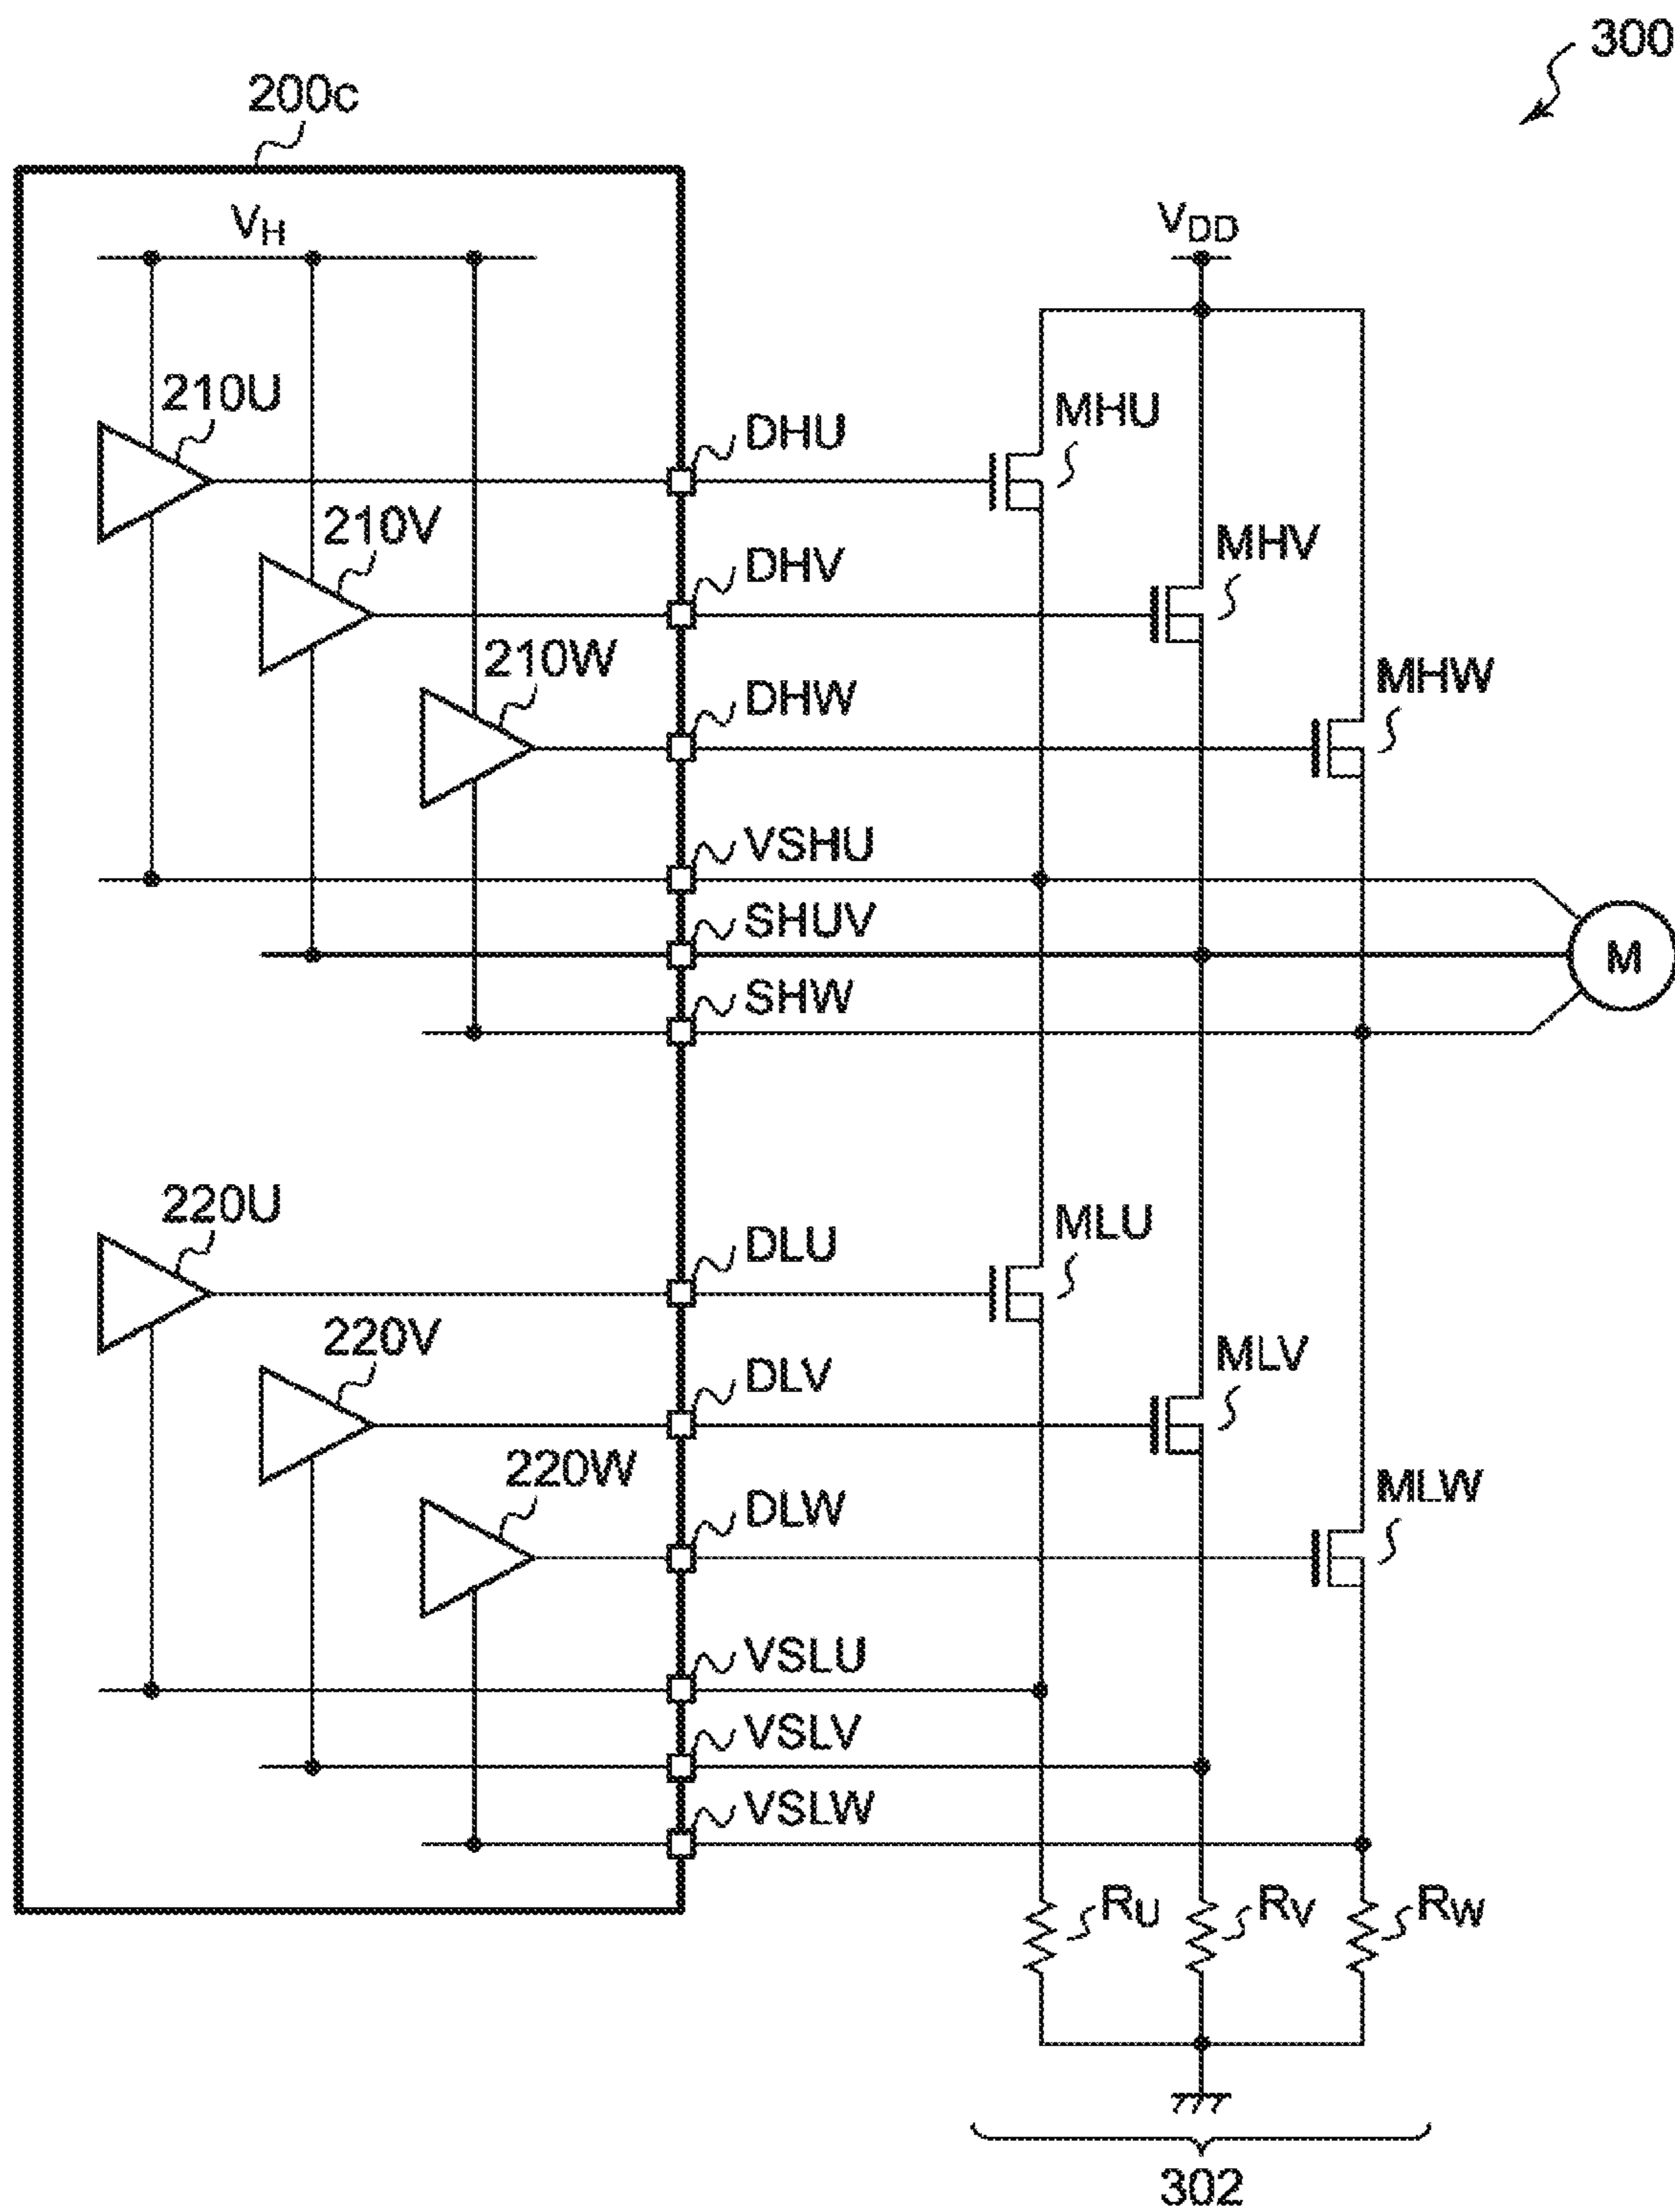 300
200c
VH
VDD
210U
DHU
MHU
210V
DHV
MHV
210W
DHW
MHW
VSHU
SHUV
M
SHW
220U
DLU
MLU
220V
DLV
MLV
220W
DLW
MLW
VSLU
VSLV
VSLW
RU
RV
RW
302